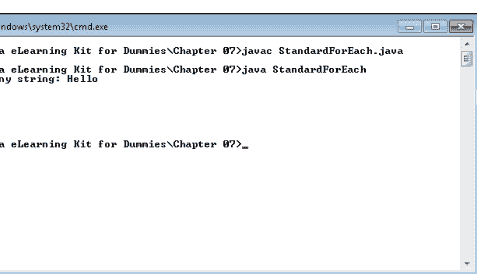 ndows\system32\cmd.exe
a eLearning Kit for Dummies\Chapter 07>javac StandardForEach.java
a eLearning Kit for Dummies\Chapter 07>java StandardForEach
ny string: Hello
a eLearning Kit for Dummies\Chapter 07>_